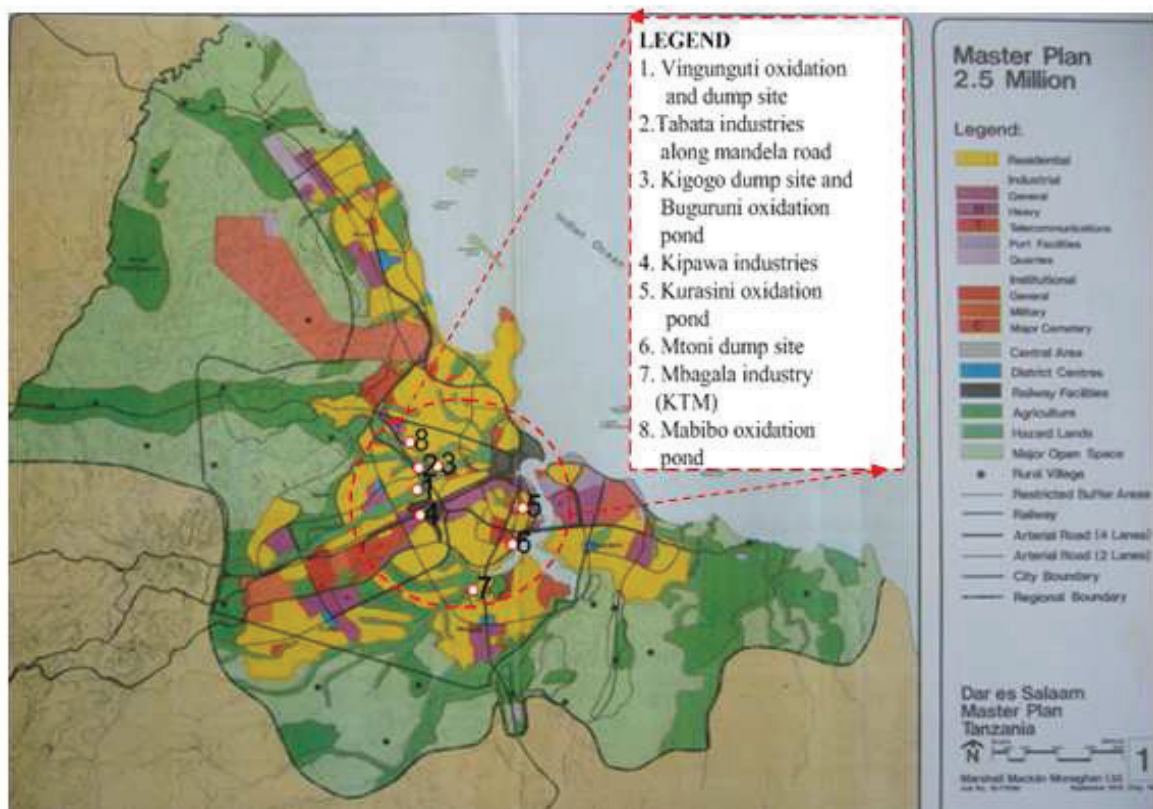 LEGEND
1. Vingunguti oxidation
and dump site
2.Tabata industries
along mandela road
3. Kigogo dump site and
Buguruni oxidation
pond
4. Kipawa industries
5. Kurasini oxidation
pond
6. Mtoni dump site
7. Mbagala industry
(KTM)
8. Mabibo oxidation
pond
Indian Ocean
8
2 3
1
4
5
6
7
Master Plan
2.5 Million
Legend:
Residential
Industrial
General
Heavy
Telecommunications
Port Facilities
Quarries
Institutional
General
Military
Major Cemetery
Central Area
District Centres
Railway Facilities
Agriculture
Hazard Lands
Major Open Space
Rural Village
Restricted Buffer Areas
Railway
Arterial Road (4 Lanes)
Arterial Road (2 Lanes)
City Boundary
Regional Boundary
Dar es Salaam
Master Plan
Tanzania
N
1
Marshall Macklin Monaghan Ltd.